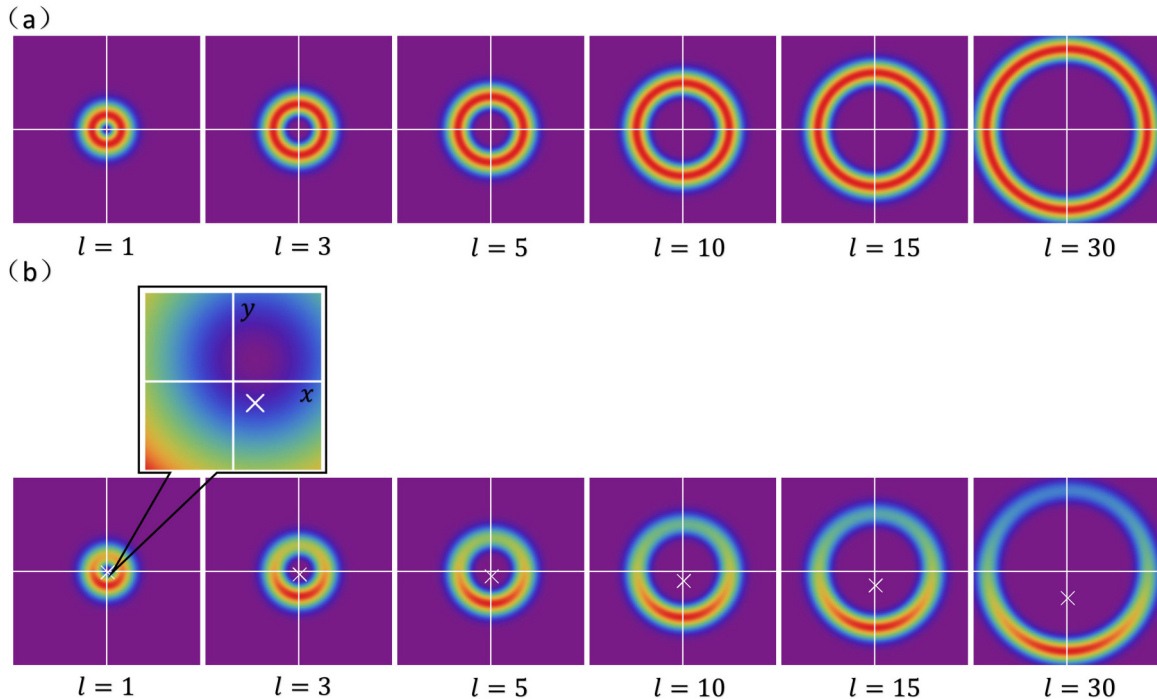 (a)
l = 1 l = 3 l = 5 l = 10 l = 15 l = 30
(b)
y
x
l = 1 l = 3 l = 5 l = 10 l = 15 l = 30